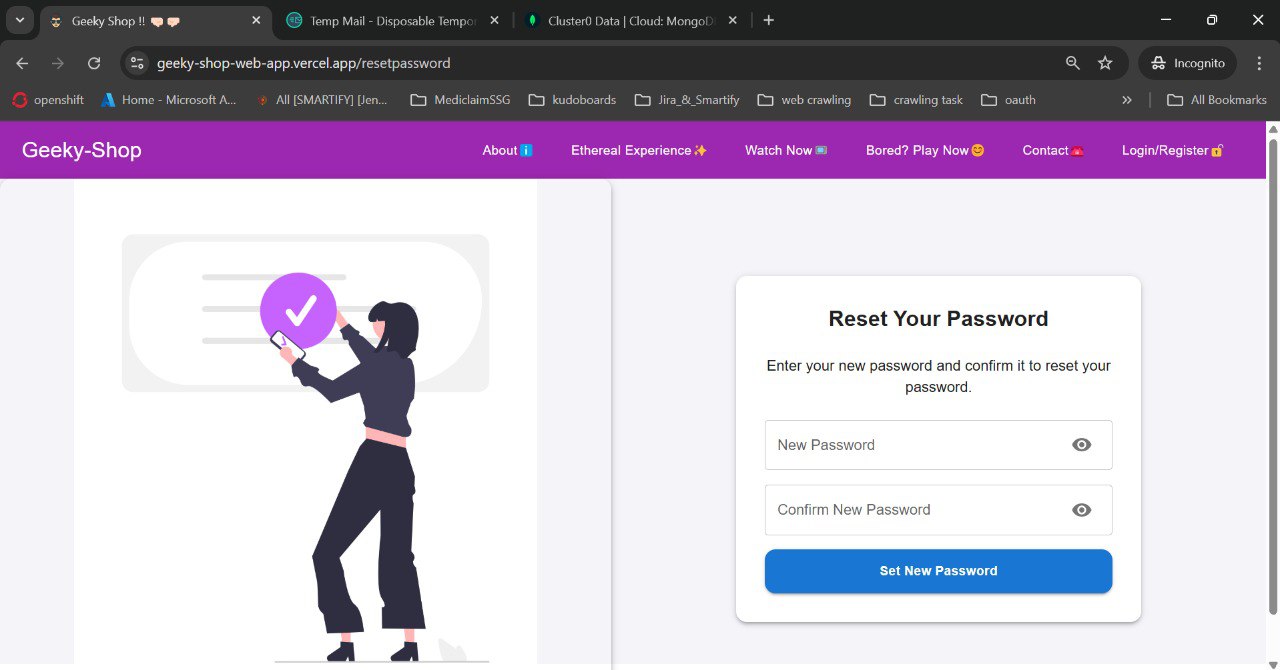 Geeky Shop !!
Temp Mail - Disposable Tempor
Cluster0 Data | Cloud: MongoD
geeky-shop-web-app.vercel.app/resetpassword
Incognito
openshift
Home - Microsoft A...
All [SMARTIFY] [Jen...
MediclaimSSG
kudoboards
Jira_&_Smartify
web crawling
crawling task
oauth
All Bookmarks
Geeky-Shop
About
Ethereal Experience✨
Watch Now
Bored? Play Now😊
Contact☎️
Login/Register🔓
Reset Your Password
Enter your new password and confirm it to reset your
password.
New Password
Confirm New Password
Set New Password